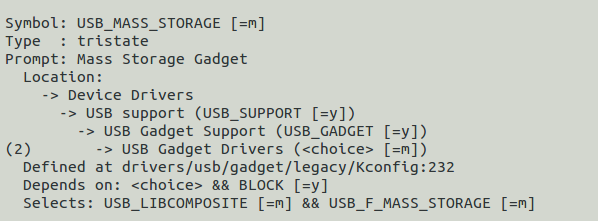 Symbol: USB_MASS_STORAGE [=m]
Type  : tristate
Prompt: Mass Storage Gadget
  Location:
    -> Device Drivers
      -> USB support (USB_SUPPORT [=y])
        -> USB Gadget Support (USB_GADGET [=y])
(2)       -> USB Gadget Drivers (<choice> [=m])
  Defined at drivers/usb/gadget/legacy/Kconfig:232
  Depends on: <choice> && BLOCK [=y]
  Selects: USB_LIBCOMPOSITE [=m] && USB_F_MASS_STORAGE [=m]